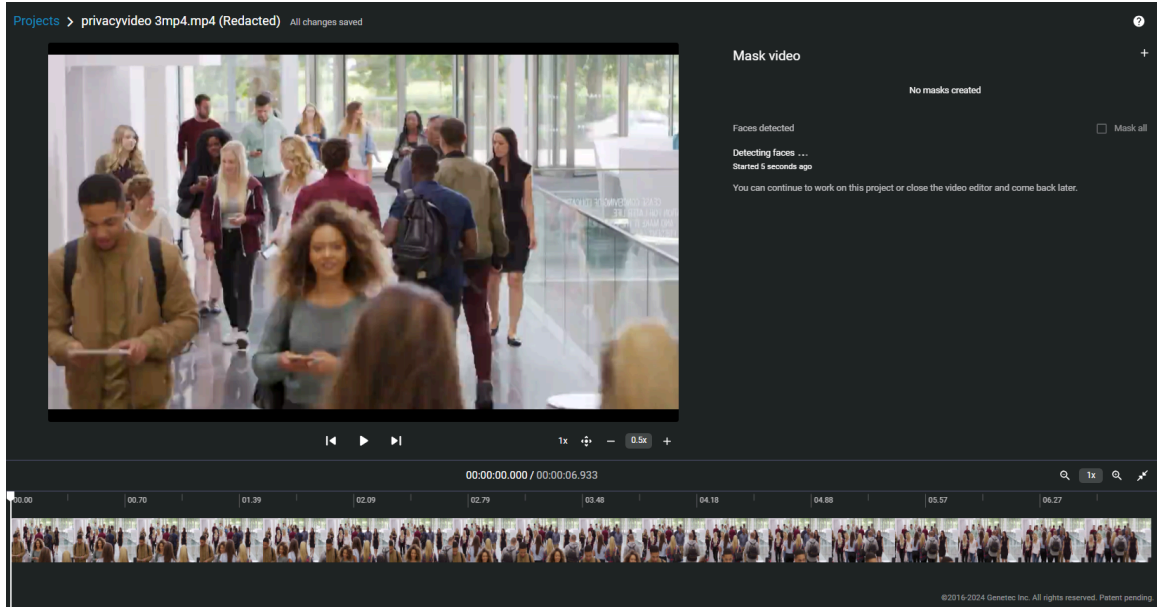 Projects > privacyvideo 3mp4.mp4 (Redacted) All changes saved
?
Mask video
+
No masks created
Faces detected
Mask all
Detecting faces ...
Started 5 seconds ago
You can continue to work on this project or close the video editor and come back later.
1x
0.5x
00:00:00.000 / 00:00:06.933
1x
00.00 00.70 01.39 02.09 02.79 03.48 04.18 04.88 05.57 06.27
©2016-2024 Genetec Inc. All rights reserved. Patent pending.